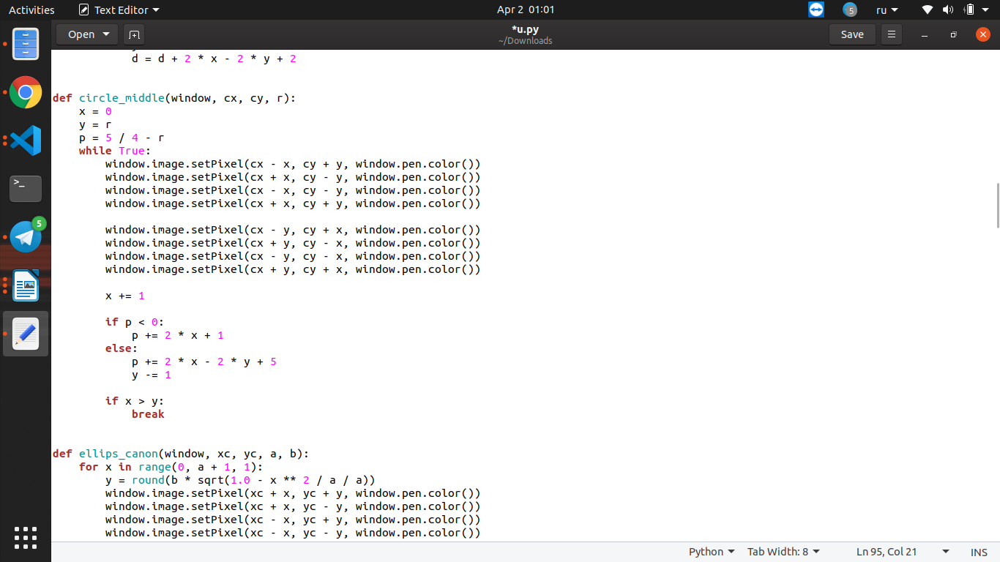 Activities Text Editor Apr 2 01:01 5 ru
Open *u.py Save
~/Downloads
d = d + 2 * x - 2 * y + 2
def circle_middle(window, cx, cy, r):
x = 0
y = r
p = 5 / 4 - r
while True:
window.image.setPixel(cx - x, cy + y, window.pen.color())
window.image.setPixel(cx + x, cy - y, window.pen.color())
window.image.setPixel(cx - x, cy - y, window.pen.color())
window.image.setPixel(cx + x, cy + y, window.pen.color())
window.image.setPixel(cx - y, cy + x, window.pen.color())
window.image.setPixel(cx + y, cy - x, window.pen.color())
window.image.setPixel(cx - y, cy - x, window.pen.color())
window.image.setPixel(cx + y, cy + x, window.pen.color())
x += 1
if p < 0:
p += 2 * x + 1
else:
p += 2 * x - 2 * y + 5
y -= 1
if x > y:
break
def ellips_canon(window, xc, yc, a, b):
for x in range(0, a + 1, 1):
y = round(b * sqrt(1.0 - x ** 2 / a / a))
window.image.setPixel(xc + x, yc + y, window.pen.color())
window.image.setPixel(xc + x, yc - y, window.pen.color())
window.image.setPixel(xc - x, yc + y, window.pen.color())
window.image.setPixel(xc - x, yc - y, window.pen.color())
>_
5
Python Tab Width: 8 Ln 95, Col 21 INS